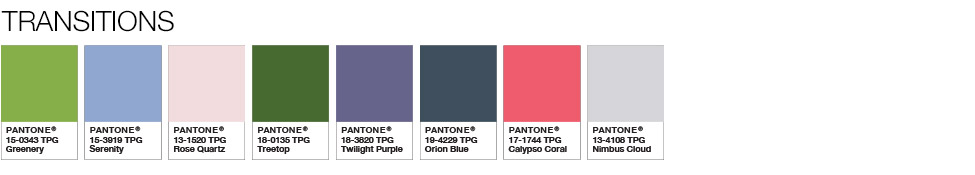 TRANSITIONS
PANTONE®
15-0343 TPG
Greenery
PANTONE®
15-3919 TPG
Serenity
PANTONE®
13-1520 TPG
Rose Quartz
PANTONE®
18-0135 TPG
Treetop
PANTONE®
18-3820 TPG
Twilight Purple
PANTONE®
19-4229 TPG
Orion Blue
PANTONE®
17-1744 TPG
Calypso Coral
PANTONE®
13-4108 TPG
Nimbus Cloud